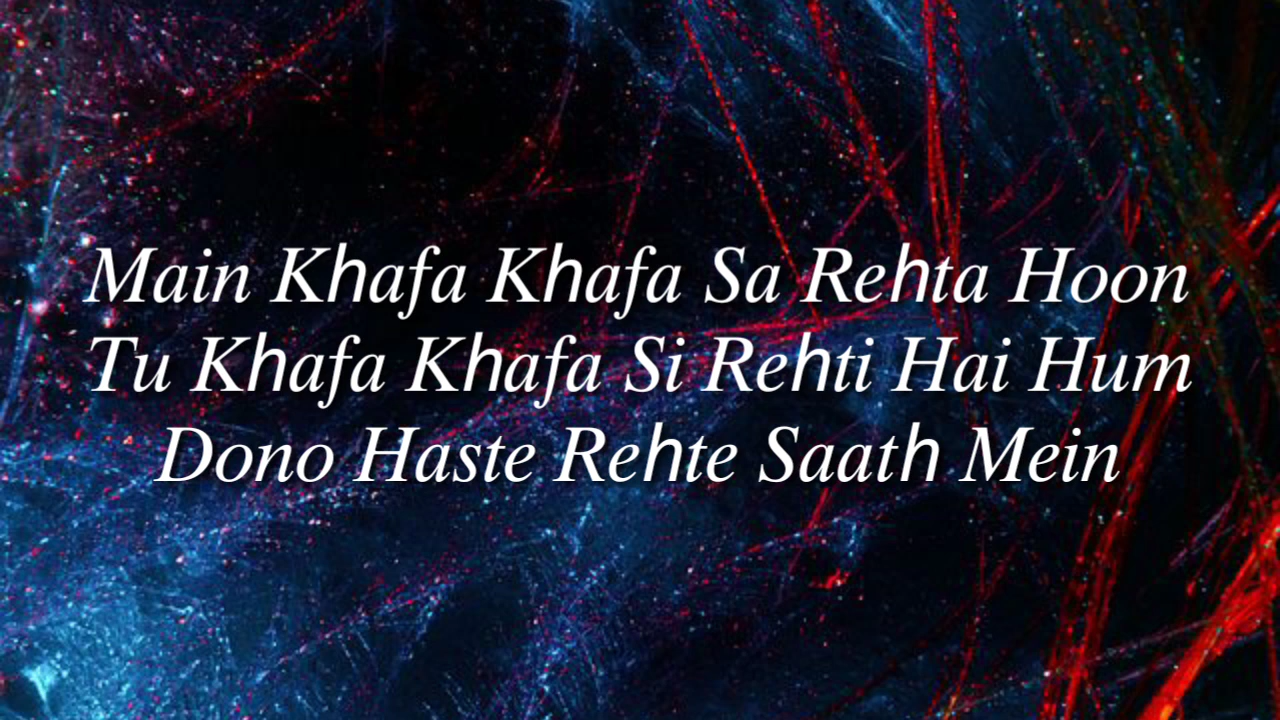 Main Khafa Khafa Sa Rehta Hoon
Tu Khafa Khafa Si Rehti Hai Hum
Dono Haste Rehte Saath Mein